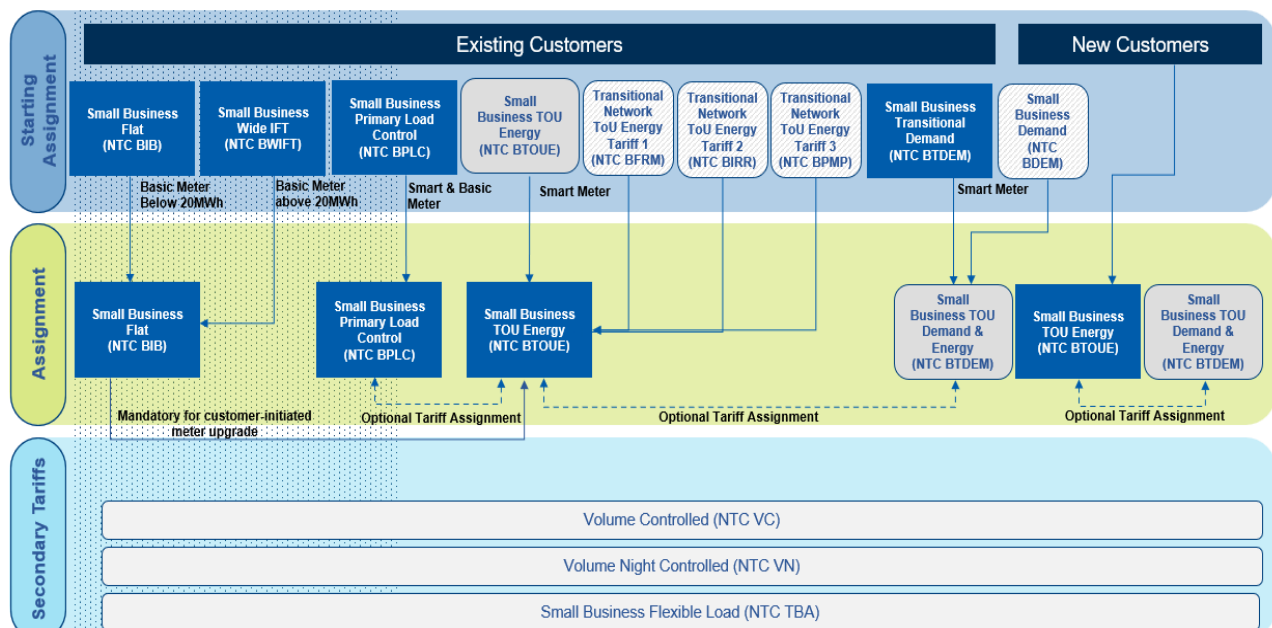 Existing Customers
New Customers
Starting
Assignment
Small Business
Flat
(NTC BIB)
Small Business
Wide IFT
(NTC BWIFT)
Small Business
Primary Load
Control
(NTC BPLC)
Small
Business TOU
Energy
(NTC BTOUE)
Transitional
Network
ToU Energy
Tariff 1
(NTC BFRM)
Transitional
Network
ToU Energy
Tariff 2
(NTC BIRR)
Transitional
Network
ToU Energy
Tariff 3
(NTC BPMP)
Small Business
Transitional
Demand
(NTC BTDEM)
Small
Business
Demand
(NTC
BDEM)
Basic Meter
Below 20MWh
Basic Meter
above 20MWh
Smart & Basic
Meter
Smart Meter
Smart Meter
Assignment
Small Business
Flat
(NTC BIB)
Small Business
Primary Load
Control
(NTC BPLC)
Small Business
TOU Energy
(NTC BTOUE)
Small
Business TOU
Demand &
Energy
(NTC BTDEM)
Small Business
TOU Energy
(NTC BTOUE)
Small
Business TOU
Demand &
Energy
(NTC BTDEM)
Mandatory for customer-initiated
meter upgrade
Optional Tariff Assignment
Optional Tariff Assignment
Optional Tariff Assignment
Secondary Tariffs
Volume Controlled (NTC VC)
Volume Night Controlled (NTC VN)
Small Business Flexible Load (NTC TBA)